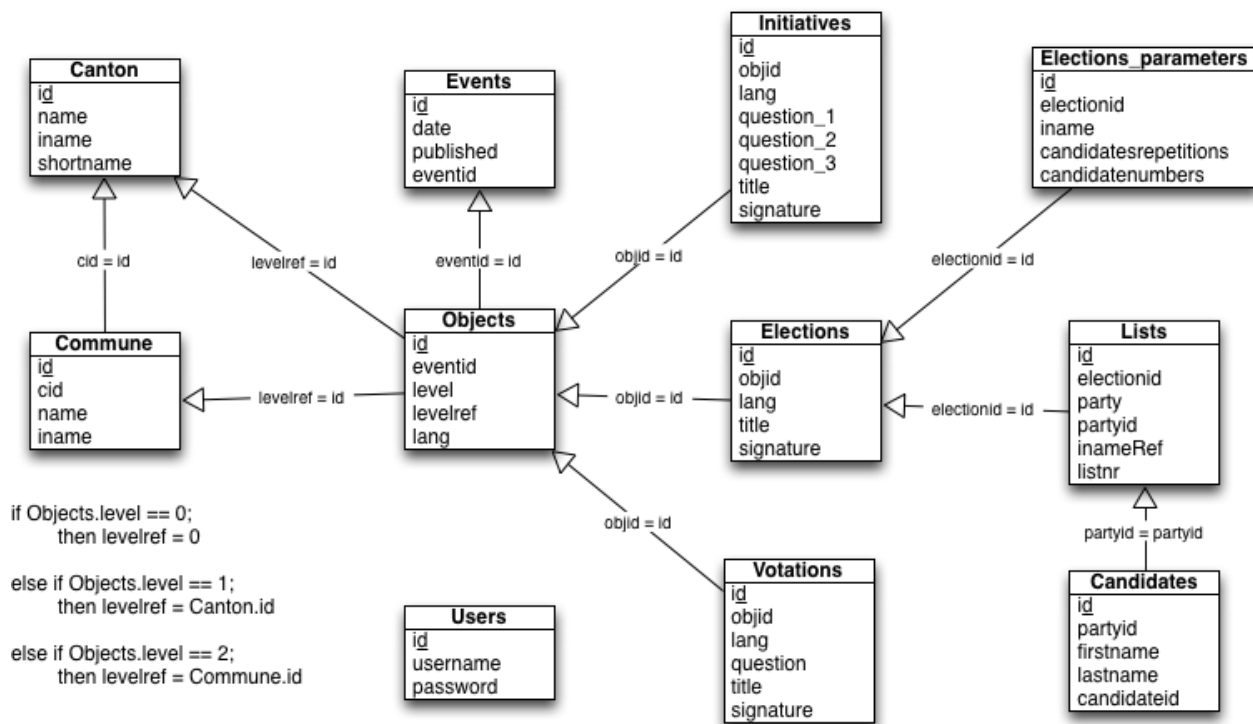 Canton
id
name
iname
shortname
Events
id
date
published
eventid
Initiatives
id
objid
lang
question_1
question_2
question_3
title
signature
Elections_parameters
id
electionid
iname
candidatesrepetitions
candidatenumbers
cid = id
levelref = id
eventid = id
objid = id
electionid = id
Commune
id
cid
name
iname
levelref = id
Objects
id
eventid
level
levelref
lang
objid = id
Elections
id
objid
lang
title
signature
electionid = id
Lists
id
electionid
party
partyid
inameRef
listnr
if Objects.level == 0;
then levelref = 0
else if Objects.level == 1;
then levelref = Canton.id
else if Objects.level == 2;
then levelref = Commune.id
objid = id
partyid = partyid
Users
id
username
password
Votations
id
objid
lang
question
title
signature
Candidates
id
partyid
firstname
lastname
candidateid